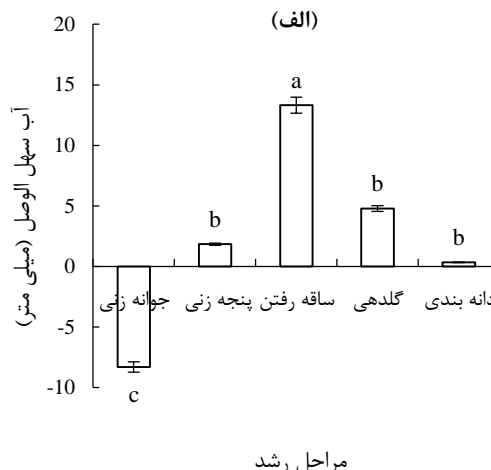 (الف)
آب سهل الوصل (میلی متر)
20
15
10
5
0
-5
-10
a
b
b
b
c
جوانه زنی پنجه زنی ساقه رفتن گلدهی دانه بندی
مراحل رشد